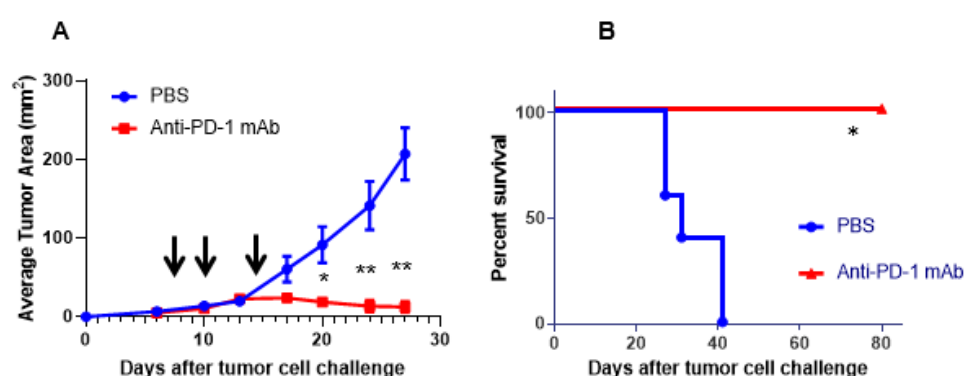 A
Average Tumor Area (mm²)
300
200
100
0
PBS
Anti-PD-1 mAb
*
**
**
0
10
20
30
Days after tumor cell challenge
B
Percent survival
100
50
0
*
PBS
Anti-PD-1 mAb
0
20
40
60
80
Days after tumor cell challenge